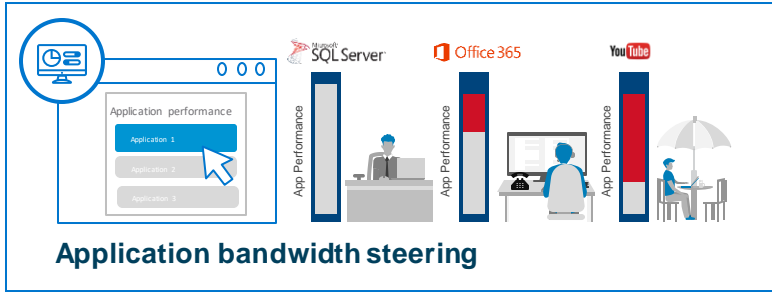 Microsoft
SQL Server
Office 365
YouTube
Application performance
Application 1
Application 2
Application 3
App Performance
App Performance
App Performance
Application bandwidth steering